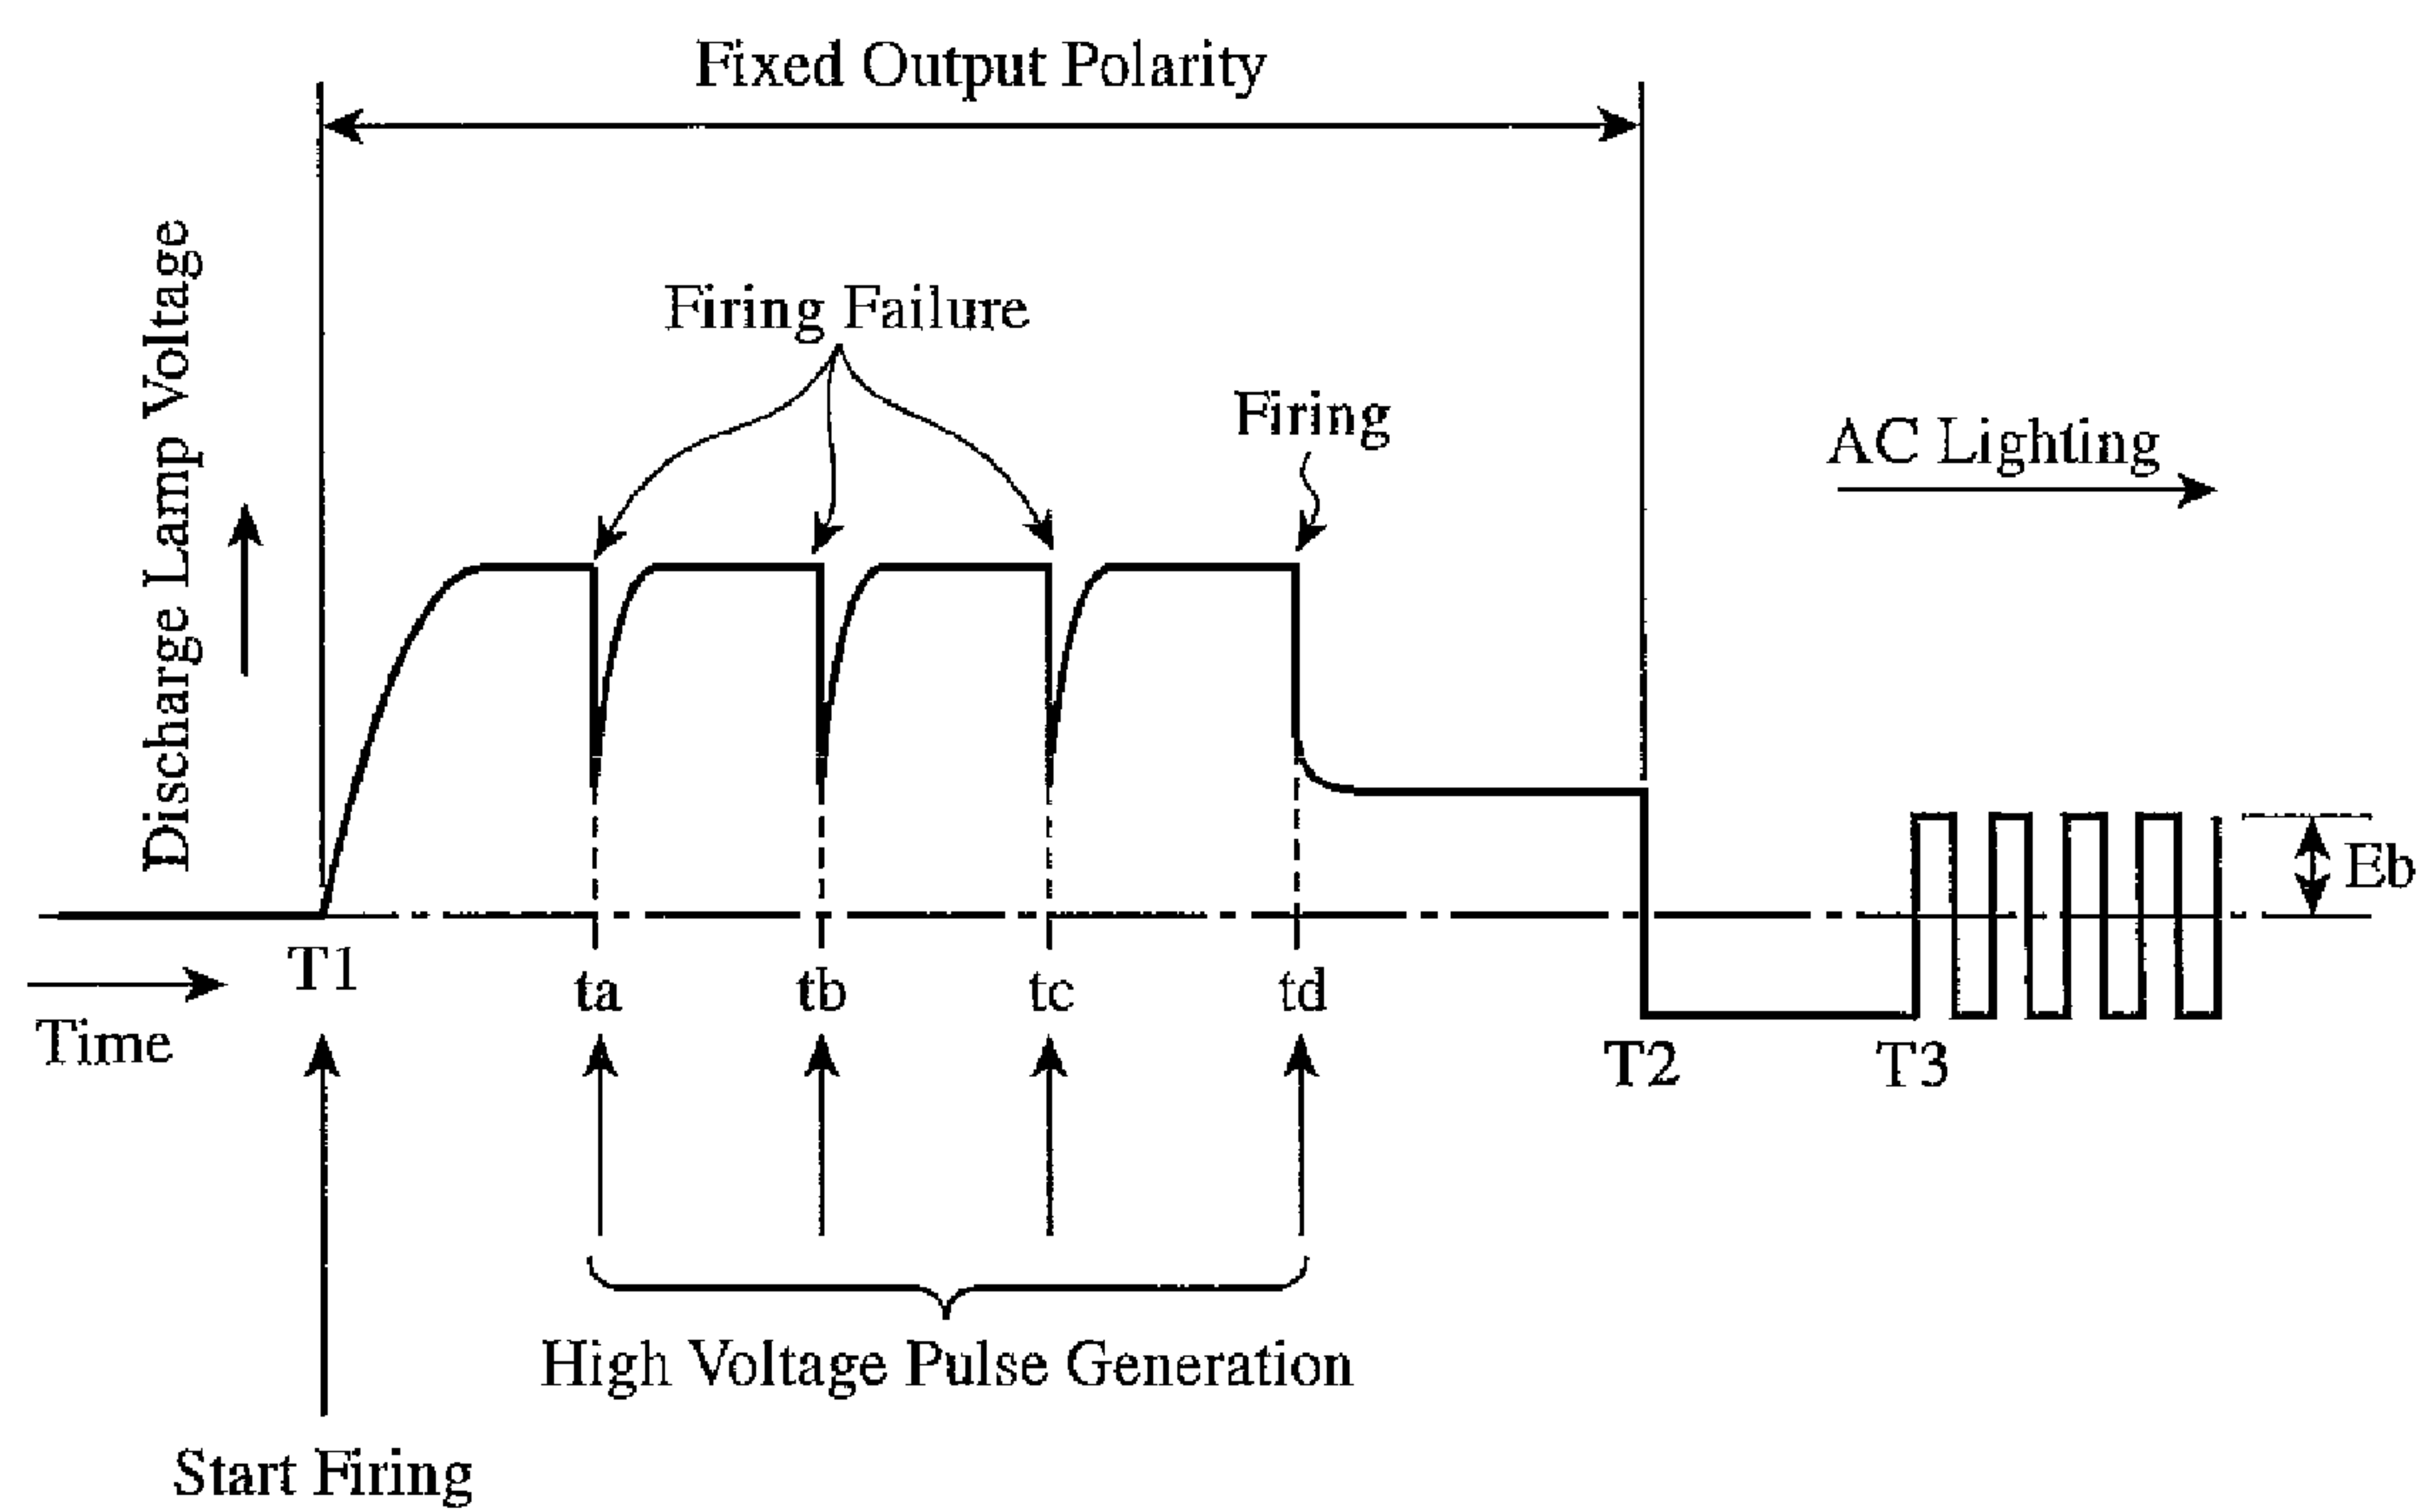 Fixed Output Polarity
Discharge Lamp Voltage
Firing Failure
Firing
AC Lighting
Eb
T1
ta
tb
tc
td
Time
T2
T3
High Voltage Pulse Generation
Start Firing